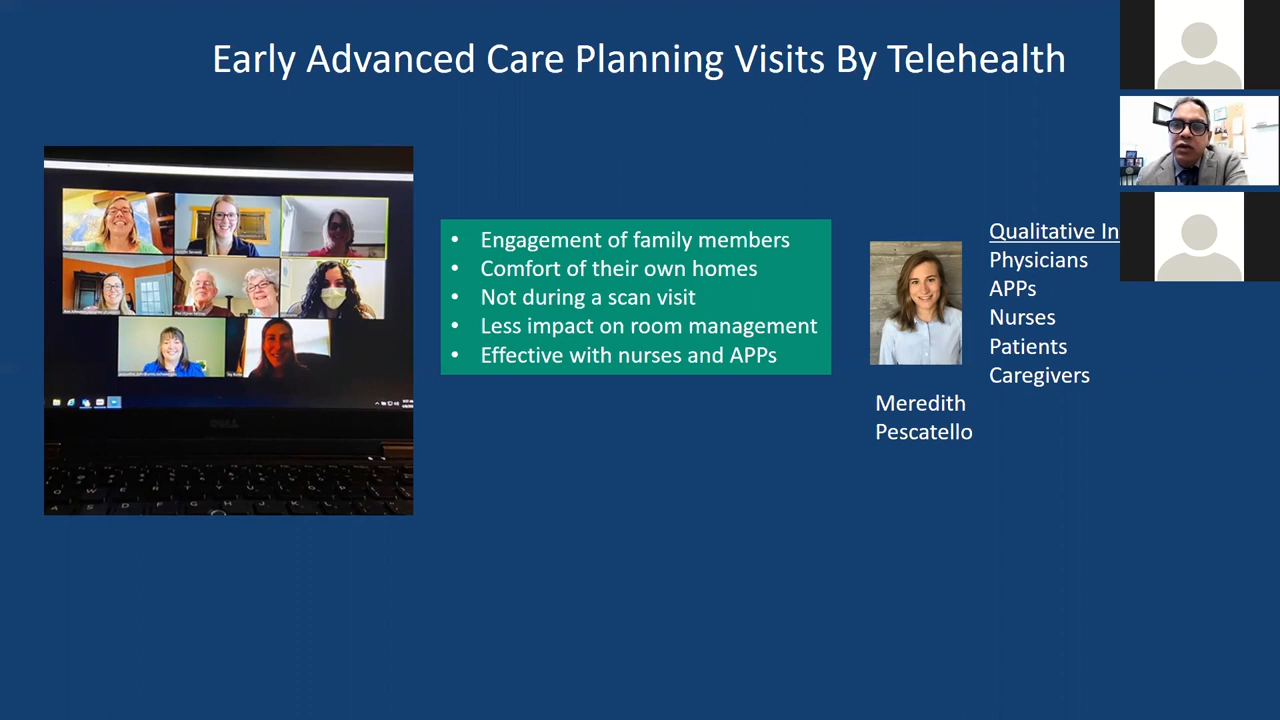 Early Advanced Care Planning Visits By Telehealth
• Engagement of family members
• Comfort of their own homes
• Not during a scan visit
• Less impact on room management
• Effective with nurses and APPs
Meredith
Pescatello
Qualitative In
Physicians
APPs
Nurses
Patients
Caregivers
DELL